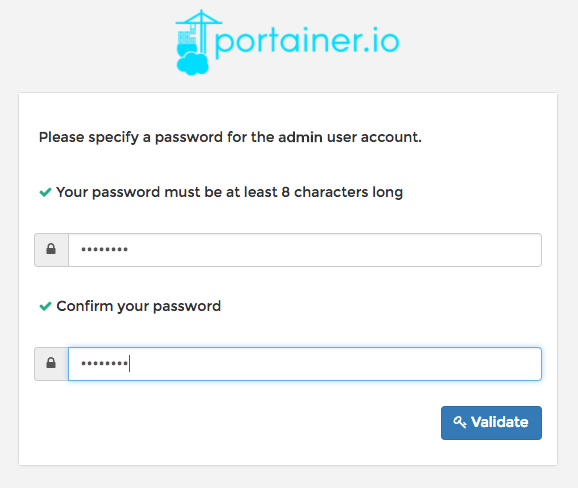 portainer.io
Please specify a password for the admin user account.
Your password must be at least 8 characters long
••••••••
Confirm your password
••••••••
Validate